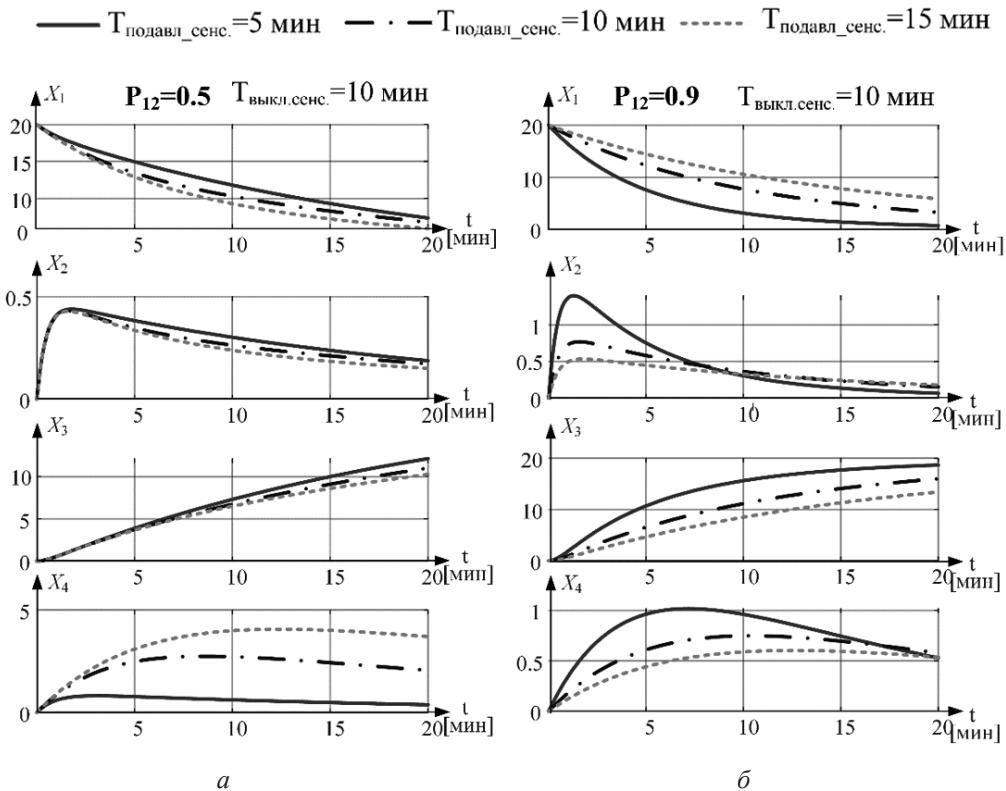 Tподавл_сенс.=5 мин Tподавл_сенс.=10 мин Tподавл_сенс.=15 мин
X1 P12=0.5 Tвыкл.сенс.=10 мин
20
15
10
0
5 10 15 20
t
[мин]
X2
0.5
0
5 10 15 20
t
[мин]
X3
10
5
0
5 10 15 20
t
[мин]
X4
5
0
5 10 15 20
t
[мин]
а
X1 P12=0.9 Tвыкл.сенс.=10 мин
20
10
0
5 10 15 20
t
[мин]
X2
1
0.5
0
5 10 15 20
t
[мин]
X3
20
10
0
5 10 15 20
t
[мин]
X4
1
0.5
0
5 10 15 20
t
[мин]
б